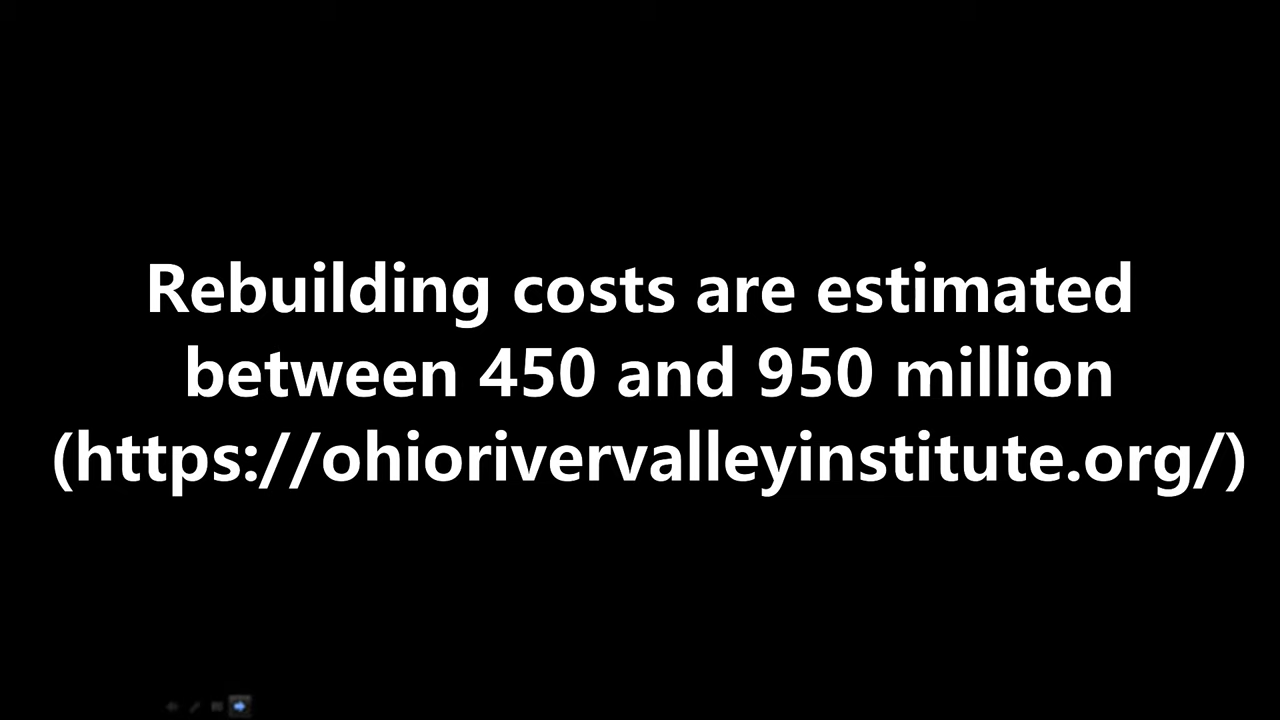 Rebuilding costs are estimated
between 450 and 950 million
(https://ohiorivervalleyinstitute.org/)